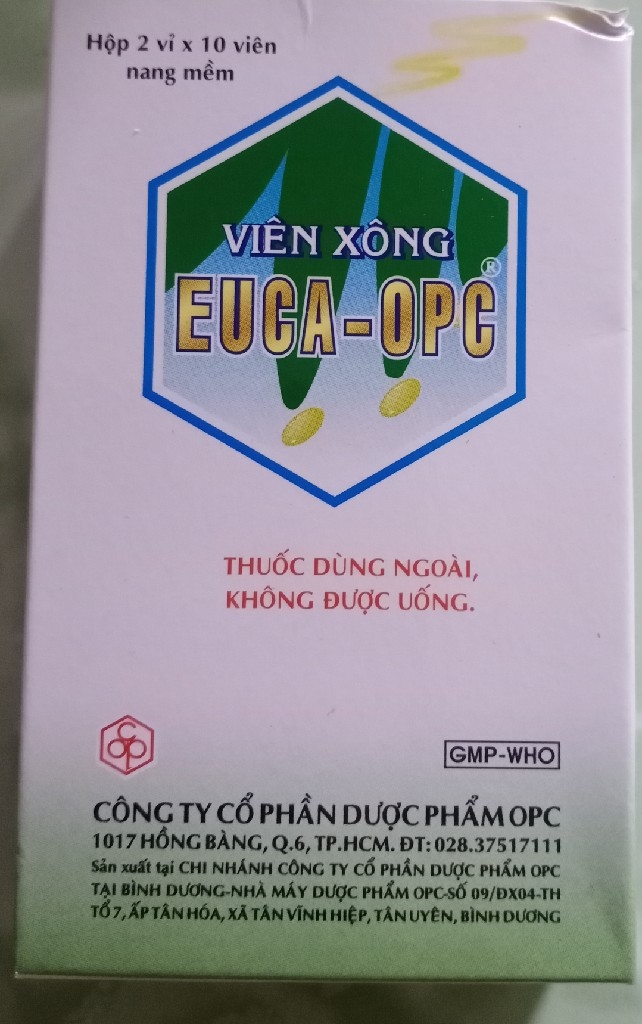 Hộp 2 vỉ x 10 viên
nang mềm
VIÊN XÔNG
EUCA-OPC
®
THUỐC DÙNG NGOÀI,
KHÔNG ĐƯỢC UỐNG.
OPC
GMP-WHO
CÔNG TY CỔ PHẦN DƯỢC PHẨM OPC
1017 HỒNG BÀNG, Q.6, TP.HCM. ĐT: 028.37517111
Sản xuất tại CHI NHÁNH CÔNG TY CỔ PHẦN DƯỢC PHẨM OPC
TẠI BÌNH DƯƠNG-NHÀ MÁY DƯỢC PHẨM OPC-SỐ 09/ĐX04-TH
TỔ 7, ẤP TÂN HÓA, XÃ TÂN VĨNH HIỆP, TÂN UYÊN, BÌNH DƯƠNG